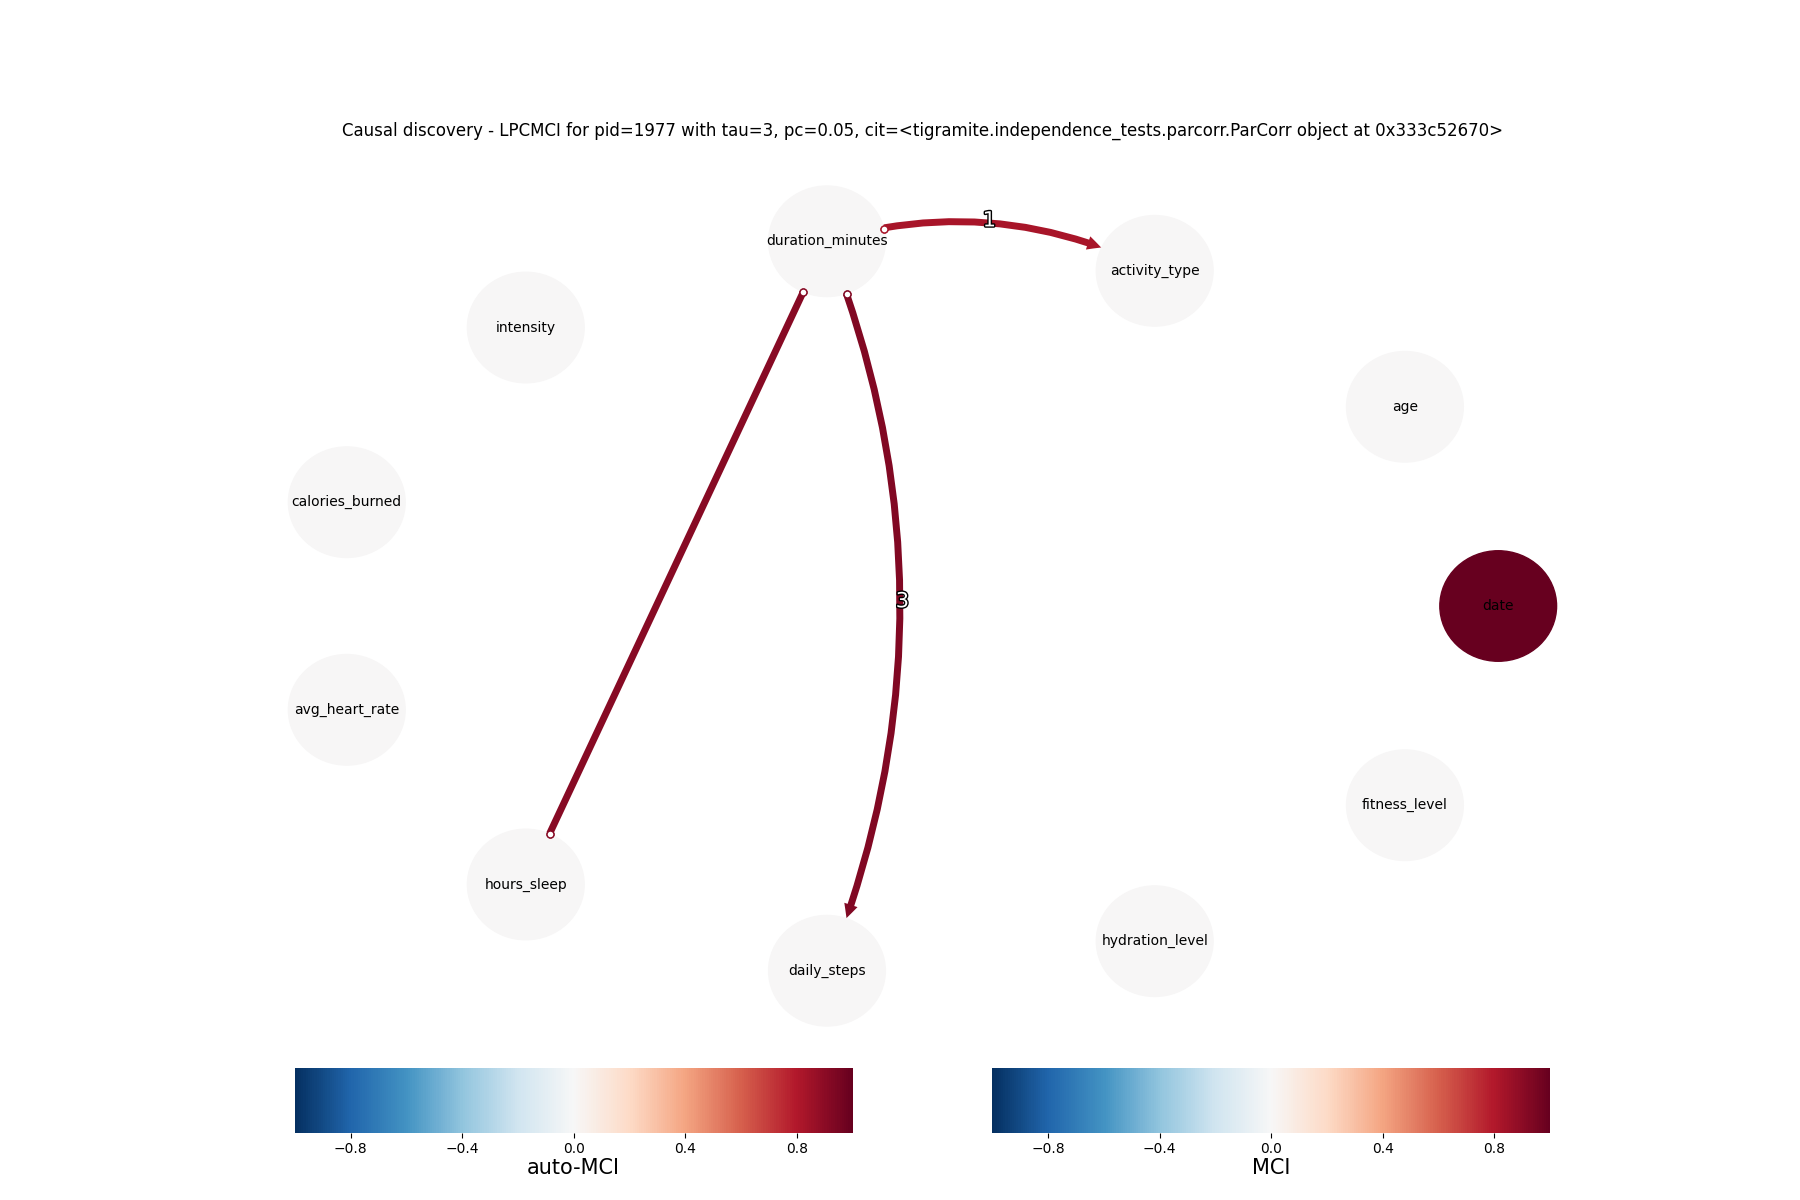 Causal discovery - LPCMCI for pid=1977 with tau=3, pc=0.05, cit=<tigramite.independence_tests.parcorr.ParCorr object at 0x333c52670>
1
duration_minutes
activity_type
intensity
age
calories_burned
3
date
avg_heart_rate
fitness_level
hours_sleep
hydration_level
daily_steps
−0.8 −0.4 0.0 0.4 0.8
auto-MCI
−0.8 −0.4 0.0 0.4 0.8
MCI